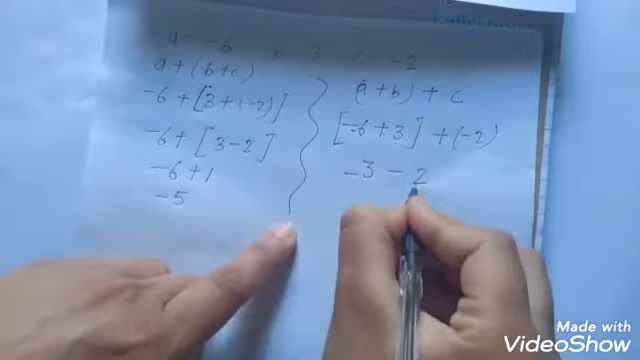 a = -6 b = 3 c = -2
a + (b+c)
-6 + [3 + (-2)]
-6 + [3 - 2]
-6 + 1
-5
(a + b) + c
[-6 + 3] + (-2)
-3 - 2
Made with
VideoShow